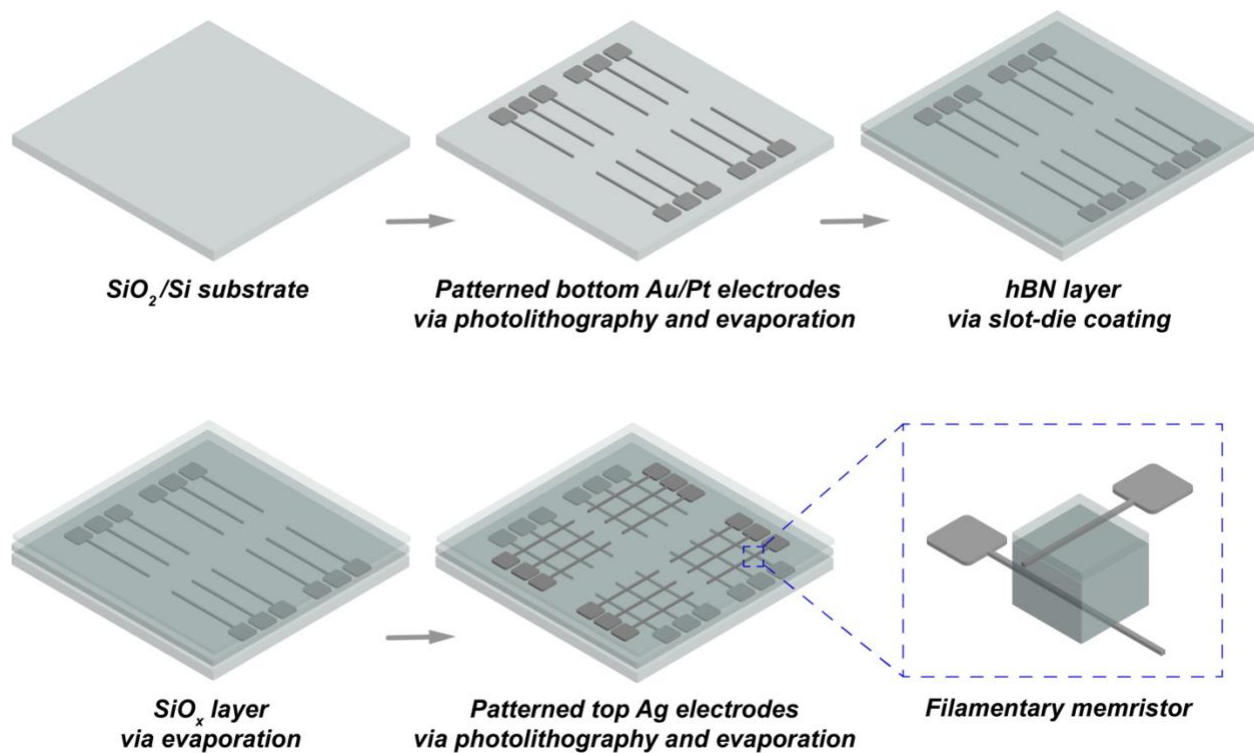 SiO₂/Si substrate
Patterned bottom Au/Pt electrodes
via photolithography and evaporation
hBN layer
via slot-die coating
SiOₓ layer
via evaporation
Patterned top Ag electrodes
via photolithography and evaporation
Filamentary memristor